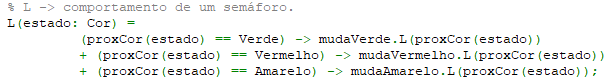 % L -> comportamento de um semáforo.
L(estado: Cor) =
(proxCor(estado) == Verde) -> mudaVerde.L(proxCor(estado))
+ (proxCor(estado) == Vermelho) -> mudaVermelho.L(proxCor(estado))
+ (proxCor(estado) == Amarelo) -> mudaAmarelo.L(proxCor(estado));